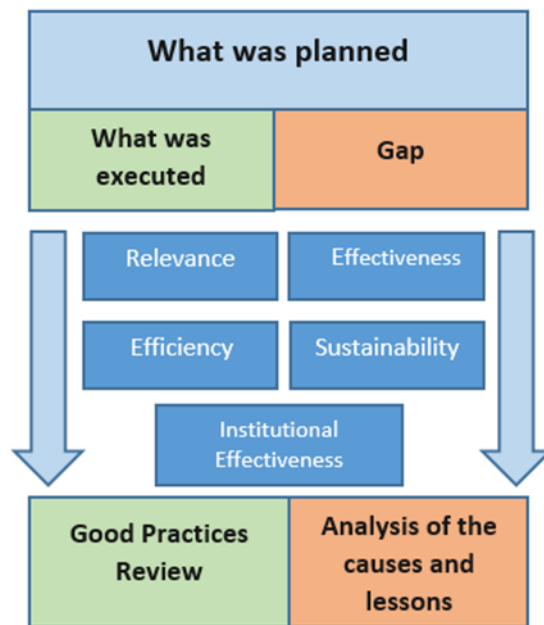 What was planned
What was
executed
Gap
Relevance
Effectiveness
Efficiency
Sustainability
Institutional
Effectiveness
Good Practices
Review
Analysis of the
causes and
lessons